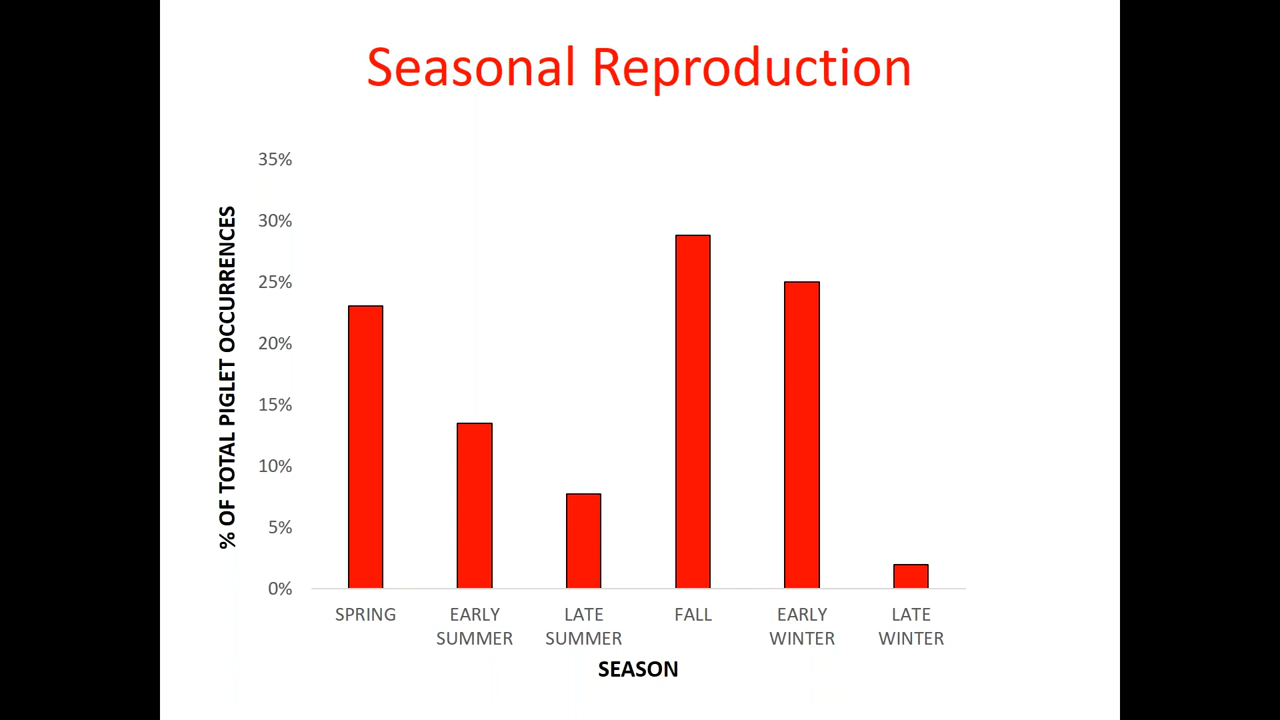 Seasonal Reproduction
35%
30%
25%
20%
15%
10%
5%
0%
% OF TOTAL PIGLET OCCURRENCES
SPRING
EARLY
SUMMER
LATE
SUMMER
FALL
EARLY
WINTER
LATE
WINTER
SEASON